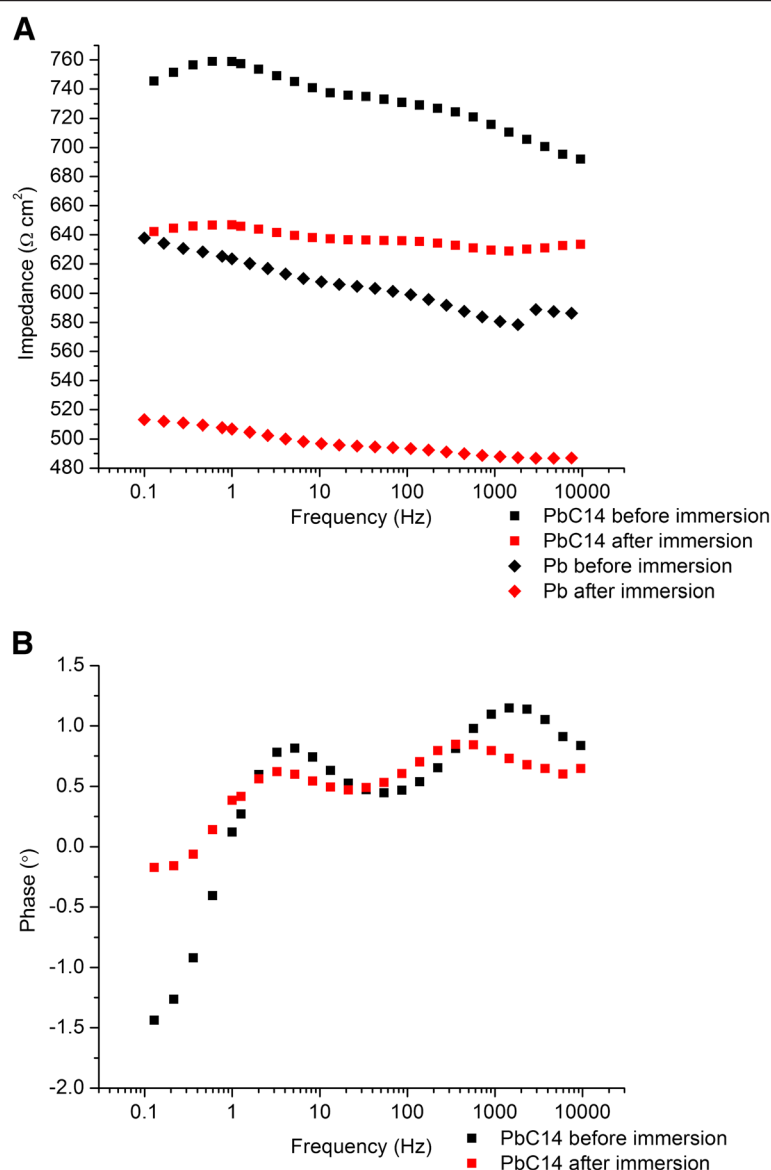 A
760
740
720
700
680
660
640
620
600
580
560
540
520
500
480
Impedance (Ω cm²)
0.1 1 10 100 1000 10000
Frequency (Hz)
PbC14 before immersion
PbC14 after immersion
Pb before immersion
Pb after immersion
B
1.5
1.0
0.5
0.0
-0.5
-1.0
-1.5
-2.0
Phase (°)
0.1 1 10 100 1000 10000
Frequency (Hz)
PbC14 before immersion
PbC14 after immersion